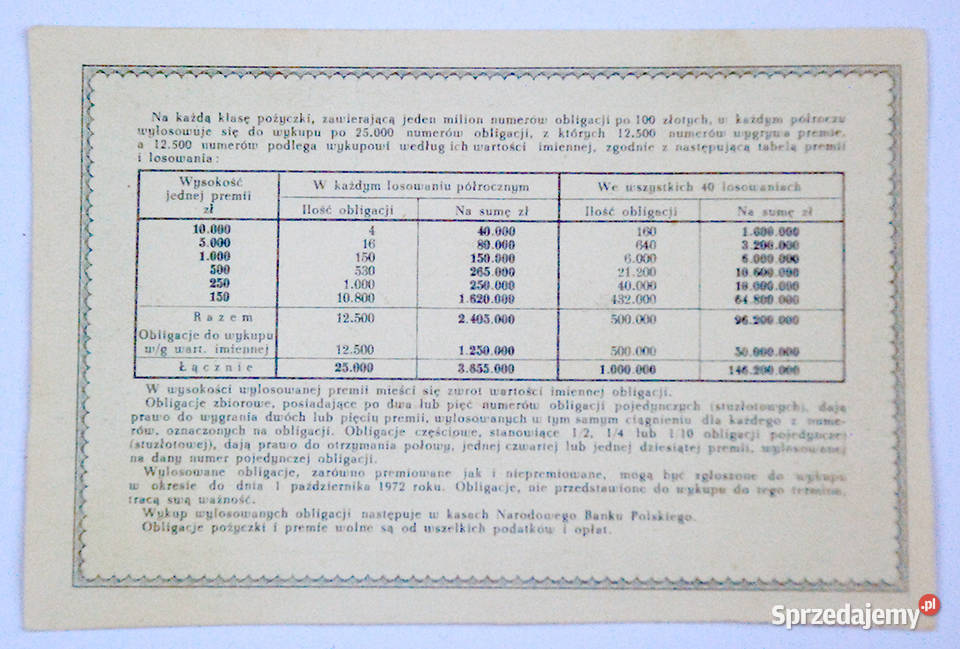 Na każdą klasę pożyczki, zawierającą jeden milion numerów obligacji po 100 złotych, w każdym półroczu
wylosowuje się do wykupu po 25.000 numerów obligacji, z których 12.500 numerów wygrywa premie,
a 12.500 numerów podlega wykupowi według ich wartości imiennej, zgodnie z następującą tabelą premii
i losowania:
Wysokość jednej premii zł | W każdym losowaniu półrocznym | We wszystkich 40 losowaniach
Ilość obligacji | Na sumę zł | Ilość obligacji | Na sumę zł
10.000 | 4 | 40.000 | 160 | 1.600.000
5.000 | 16 | 80.000 | 640 | 3.200.000
1.000 | 150 | 150.000 | 6.000 | 6.000.000
500 | 530 | 265.000 | 21.200 | 10.600.000
250 | 1.000 | 250.000 | 40.000 | 10.000.000
150 | 10.800 | 1.620.000 | 432.000 | 64.800.000
Razem | 12.500 | 2.405.000 | 500.000 | 96.200.000
Obligacje do wykupu
w/g wart. imiennej | 12.500 | 1.250.000 | 500.000 | 50.000.000
Łącznie | 25.000 | 3.655.000 | 1.000.000 | 146.200.000
W wysokości wylosowanej premii mieści się zwrot wartości imiennej obligacji.
Obligacje zbiorowe, posiadające po dwa lub pięć numerów obligacji pojedynczych (stuzłotowych), dają
prawo do wygrania dwóch lub pięciu premii, wylosowanych w tym samym ciągnieniu dla każdego z nume-
rów, oznaczonych na obligacji. Obligacje częściowe, stanowiące 1/2, 1/4 lub 1/10 obligacji pojedynczej
(stuzłotowej), dają prawo do otrzymania połowy, jednej czwartej lub jednej dziesiątej premii, wylosowanej
na dany numer pojedynczej obligacji.
Wylosowane obligacje, zarówno premiowane jak i niepremiowane, mogą być zgłoszone do wykupu
w okresie do dnia 1 października 1972 roku. Obligacje, nie przedstawione do wykupu do tego terminu,
tracą swą ważność.
Wykup wylosowanych obligacji następuje w kasach Narodowego Banku Polskiego.
Obligacje pożyczki i premie wolne są od wszelkich podatków i opłat.
Sprzedajemy.pl